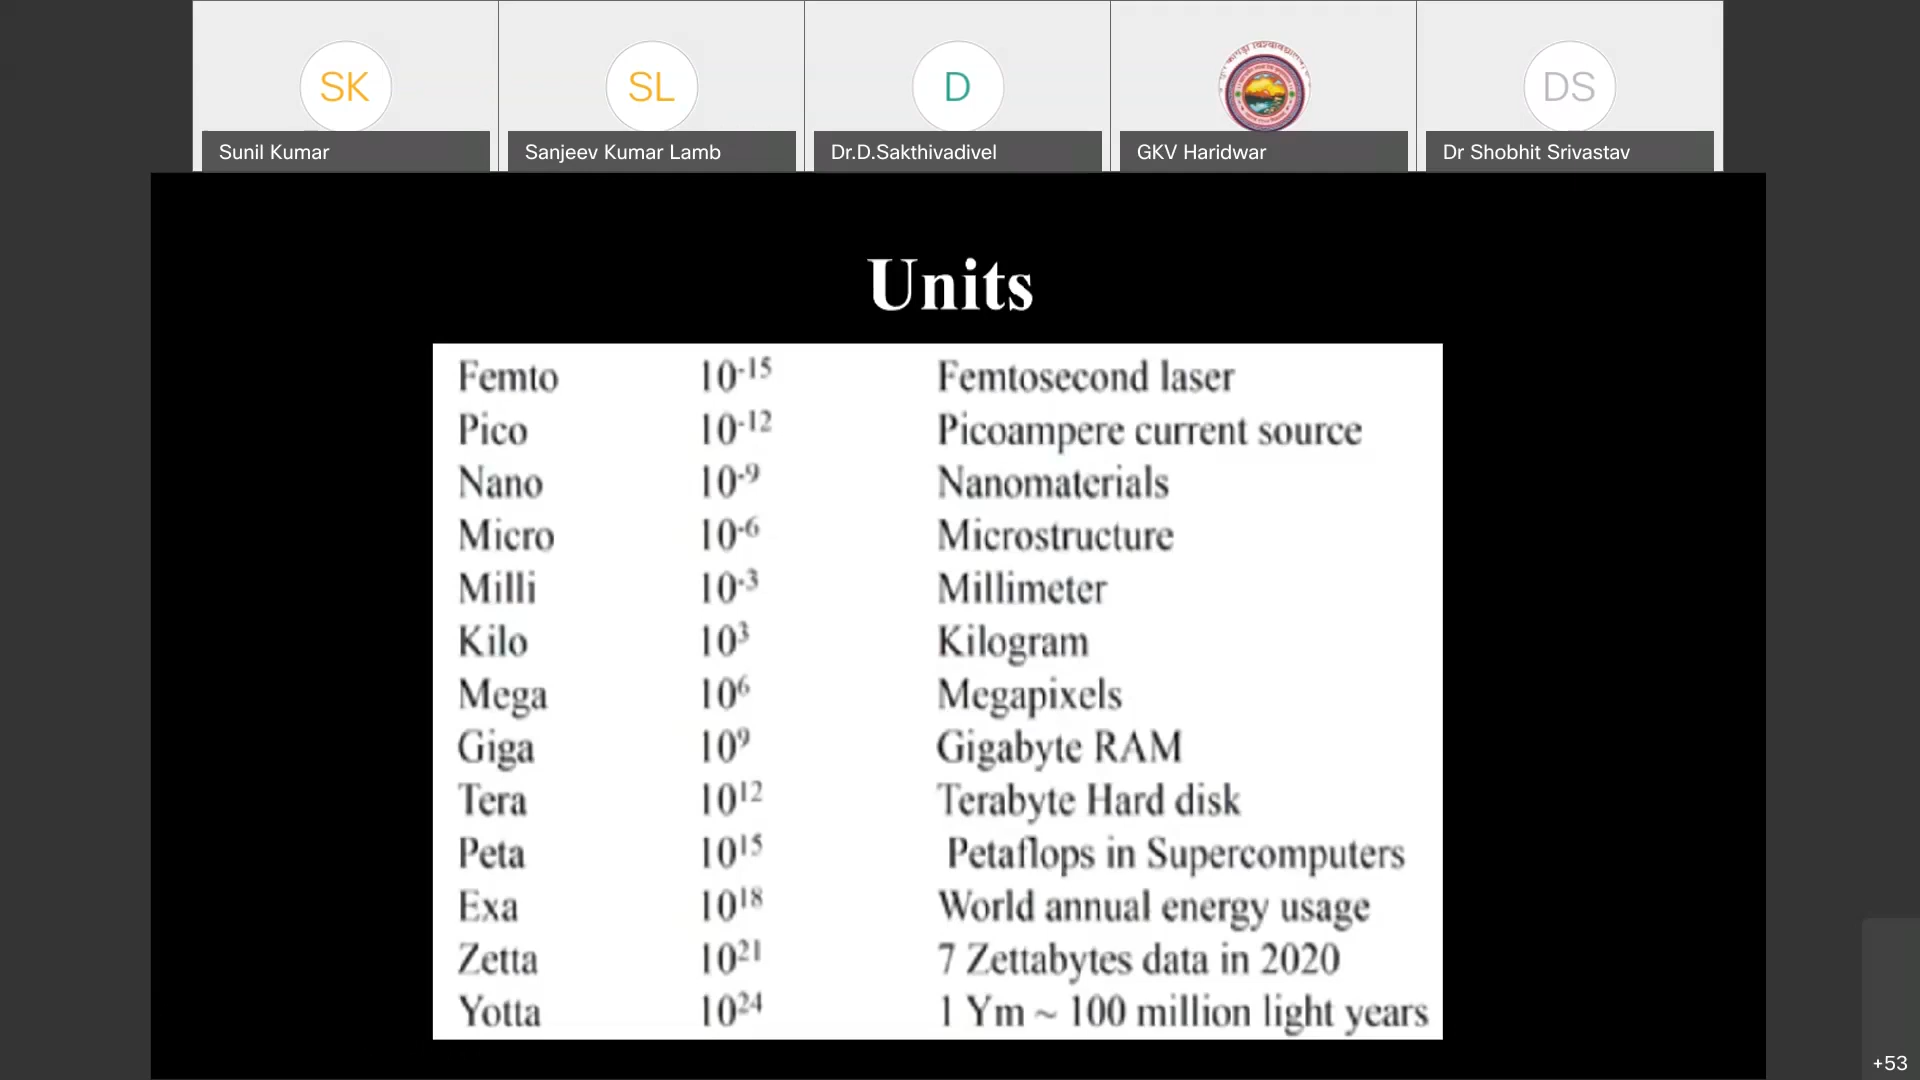 SK
SL
D
DS
Sunil Kumar
Sanjeev Kumar Lamb
Dr.D.Sakthivadivel
GKV Haridwar
Dr Shobhit Srivastav
Units
Femto 10⁻¹⁵ Femtosecond laser
Pico 10⁻¹² Picoampere current source
Nano 10⁻⁹ Nanomaterials
Micro 10⁻⁶ Microstructure
Milli 10⁻³ Millimeter
Kilo 10³ Kilogram
Mega 10⁶ Megapixels
Giga 10⁹ Gigabyte RAM
Tera 10¹² Terabyte Hard disk
Peta 10¹⁵ Petaflops in Supercomputers
Exa 10¹⁸ World annual energy usage
Zetta 10²¹ 7 Zettabytes data in 2020
Yotta 10²⁴ 1 Ym ~ 100 million light years
+53